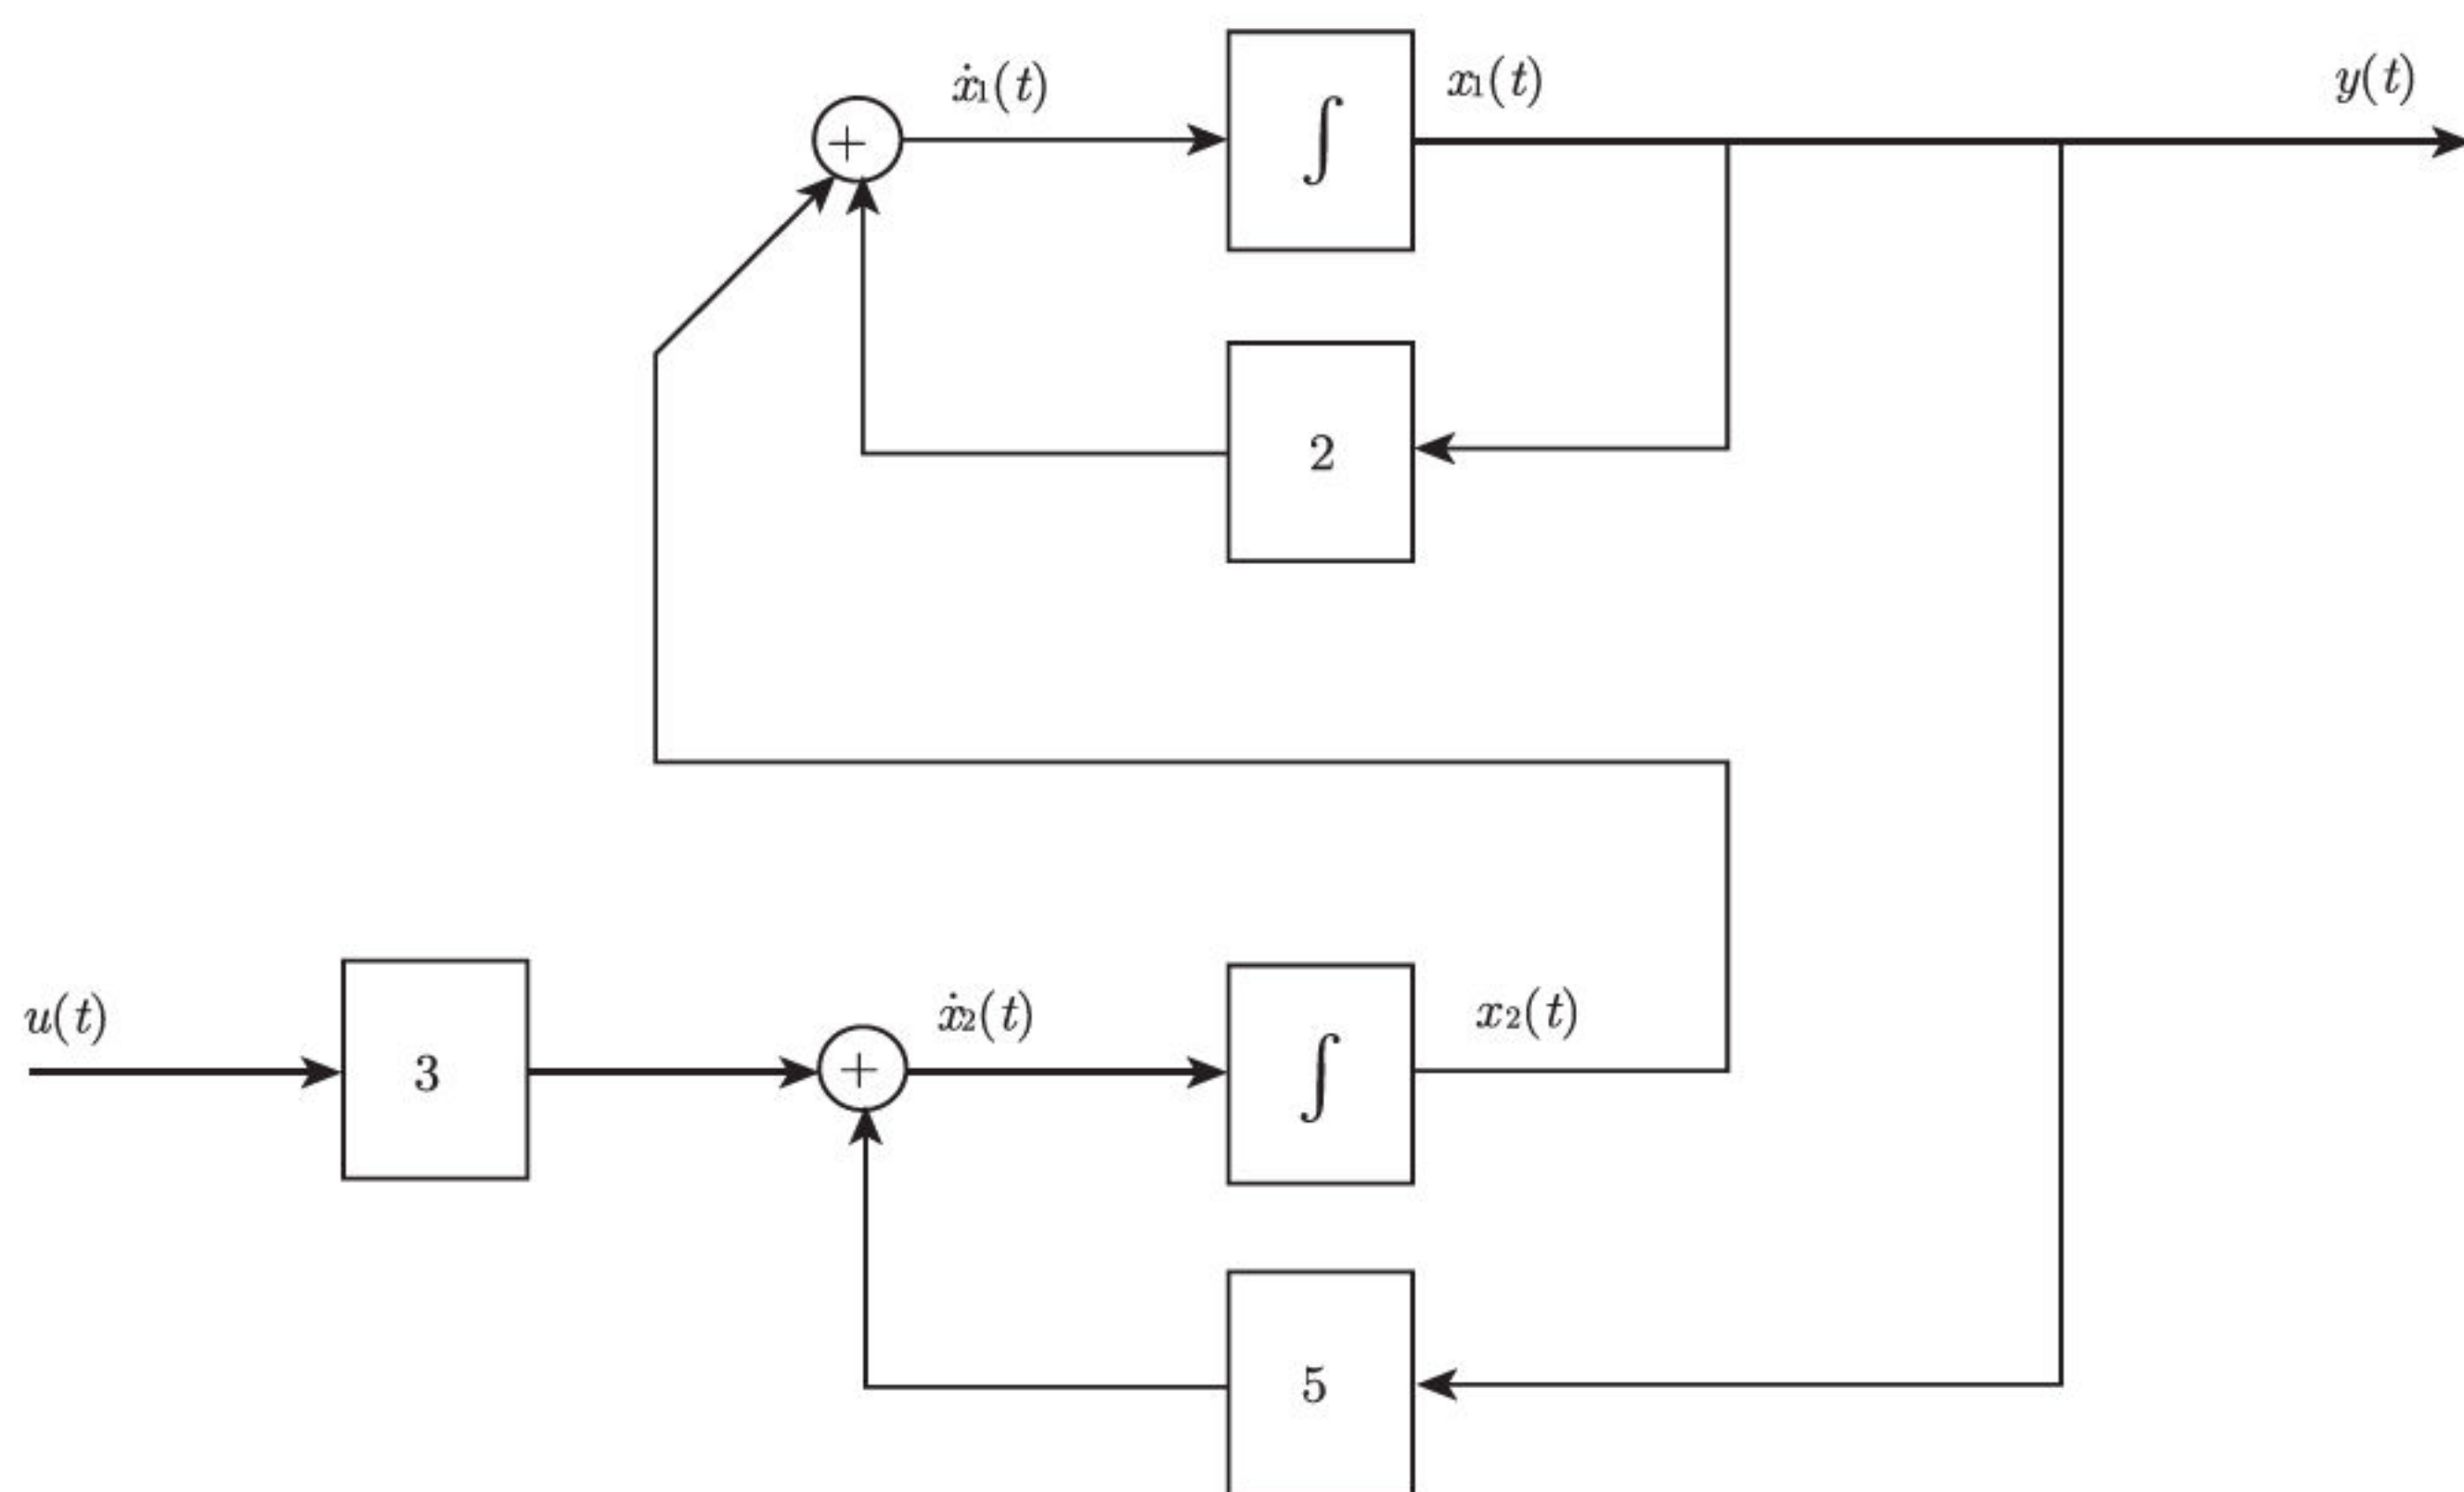 ẋ₁(t)
x₁(t)
y(t)
+
∫
2
u(t)
3
ẋ₂(t)
x₂(t)
+
∫
5